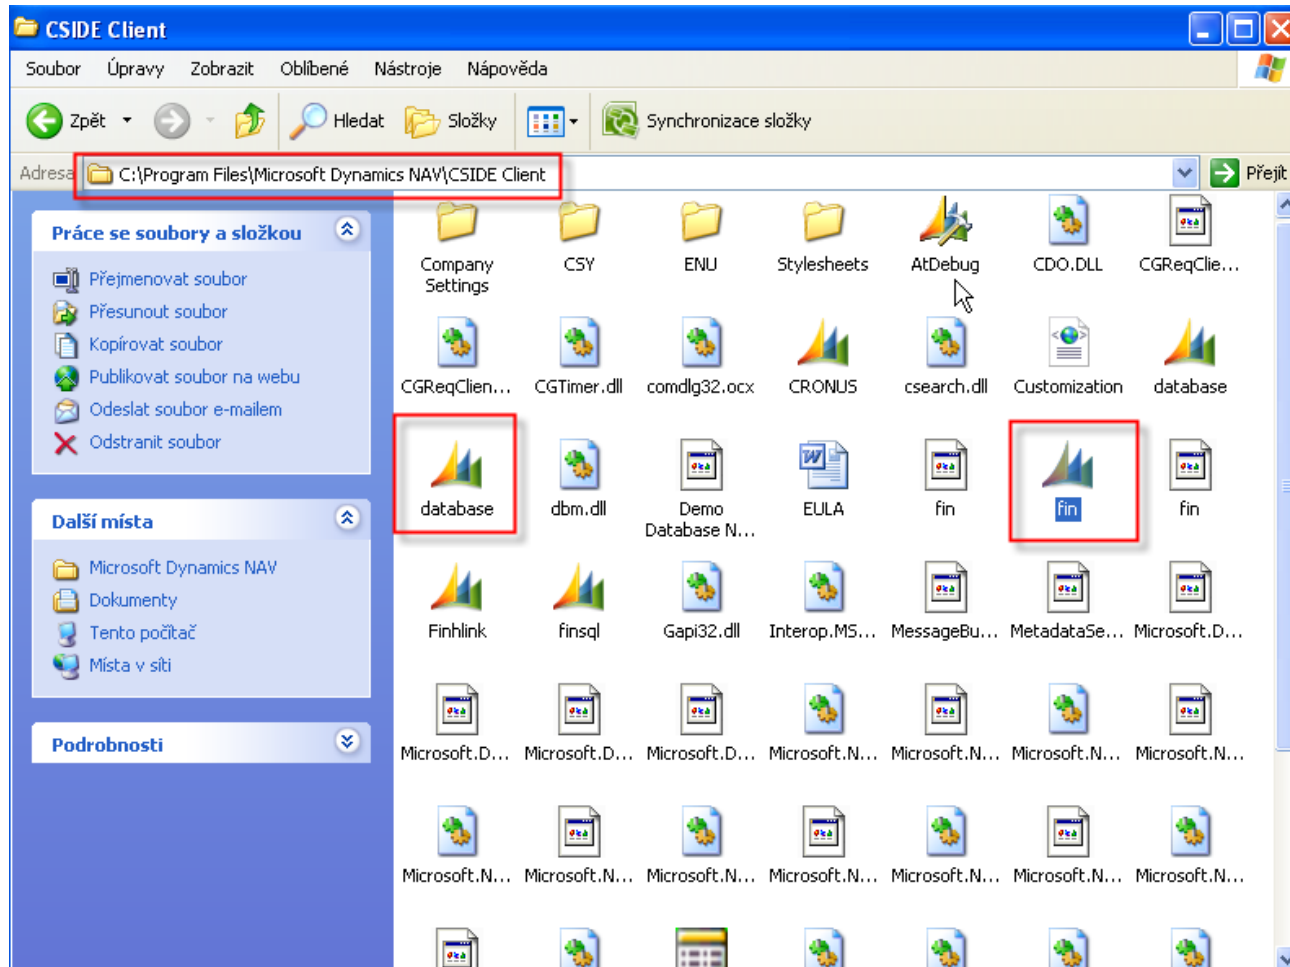 CSIDE Client
Soubor Úpravy Zobrazit Oblíbené Nástroje Nápověda
Zpět Hledat Složky Synchronizace složky
Adresa C:\Program Files\Microsoft Dynamics NAV\CSIDE Client Přejít
Práce se soubory a složkou
Přejmenovat soubor
Přesunout soubor
Kopírovat soubor
Publikovat soubor na webu
Odeslat soubor e-mailem
Odstranit soubor
Další místa
Microsoft Dynamics NAV
Dokumenty
Tento počítač
Místa v síti
Podrobnosti
Company Settings CSY ENU Stylesheets AtDebug CDO.DLL CGReqClie...
CGReqClien... CGTimer.dll comdlg32.ocx CRONUS csearch.dll Customization database
database dbm.dll Demo Database N... EULA fin fin fin
Finhlink finsql Gapi32.dll Interop.MS... MessageBu... MetadataSe... Microsoft.D...
Microsoft.D... Microsoft.D... Microsoft.D... Microsoft.N... Microsoft.N... Microsoft.N... Microsoft.N...
Microsoft.N... Microsoft.N... Microsoft.N... Microsoft.N... Microsoft.N... Microsoft.N... Microsoft.N...